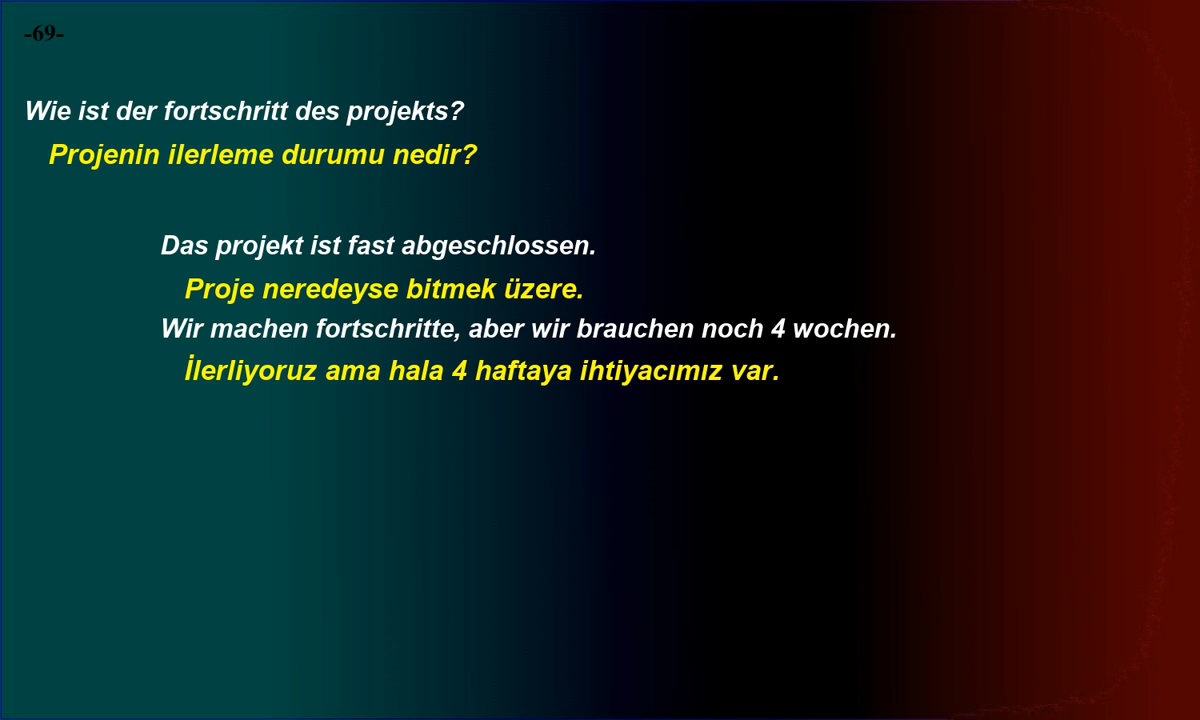 -69-
Wie ist der fortschritt des projekts?
Projenin ilerleme durumu nedir?
Das projekt ist fast abgeschlossen.
Proje neredeyse bitmek üzere.
Wir machen fortschritte, aber wir brauchen noch 4 wochen.
İlerliyoruz ama hala 4 haftaya ihtiyacımız var.